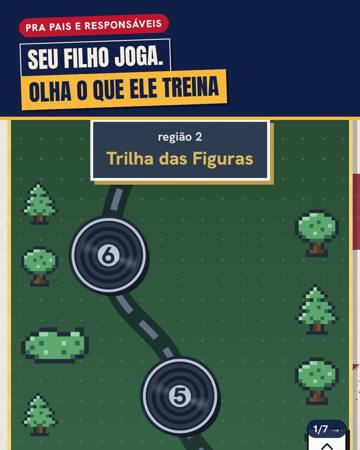 PRA PAIS E RESPONSÁVEIS
SEU FILHO JOGA.
OLHA O QUE ELE TREINA
região 2
Trilha das Figuras
6
5
1/7 →